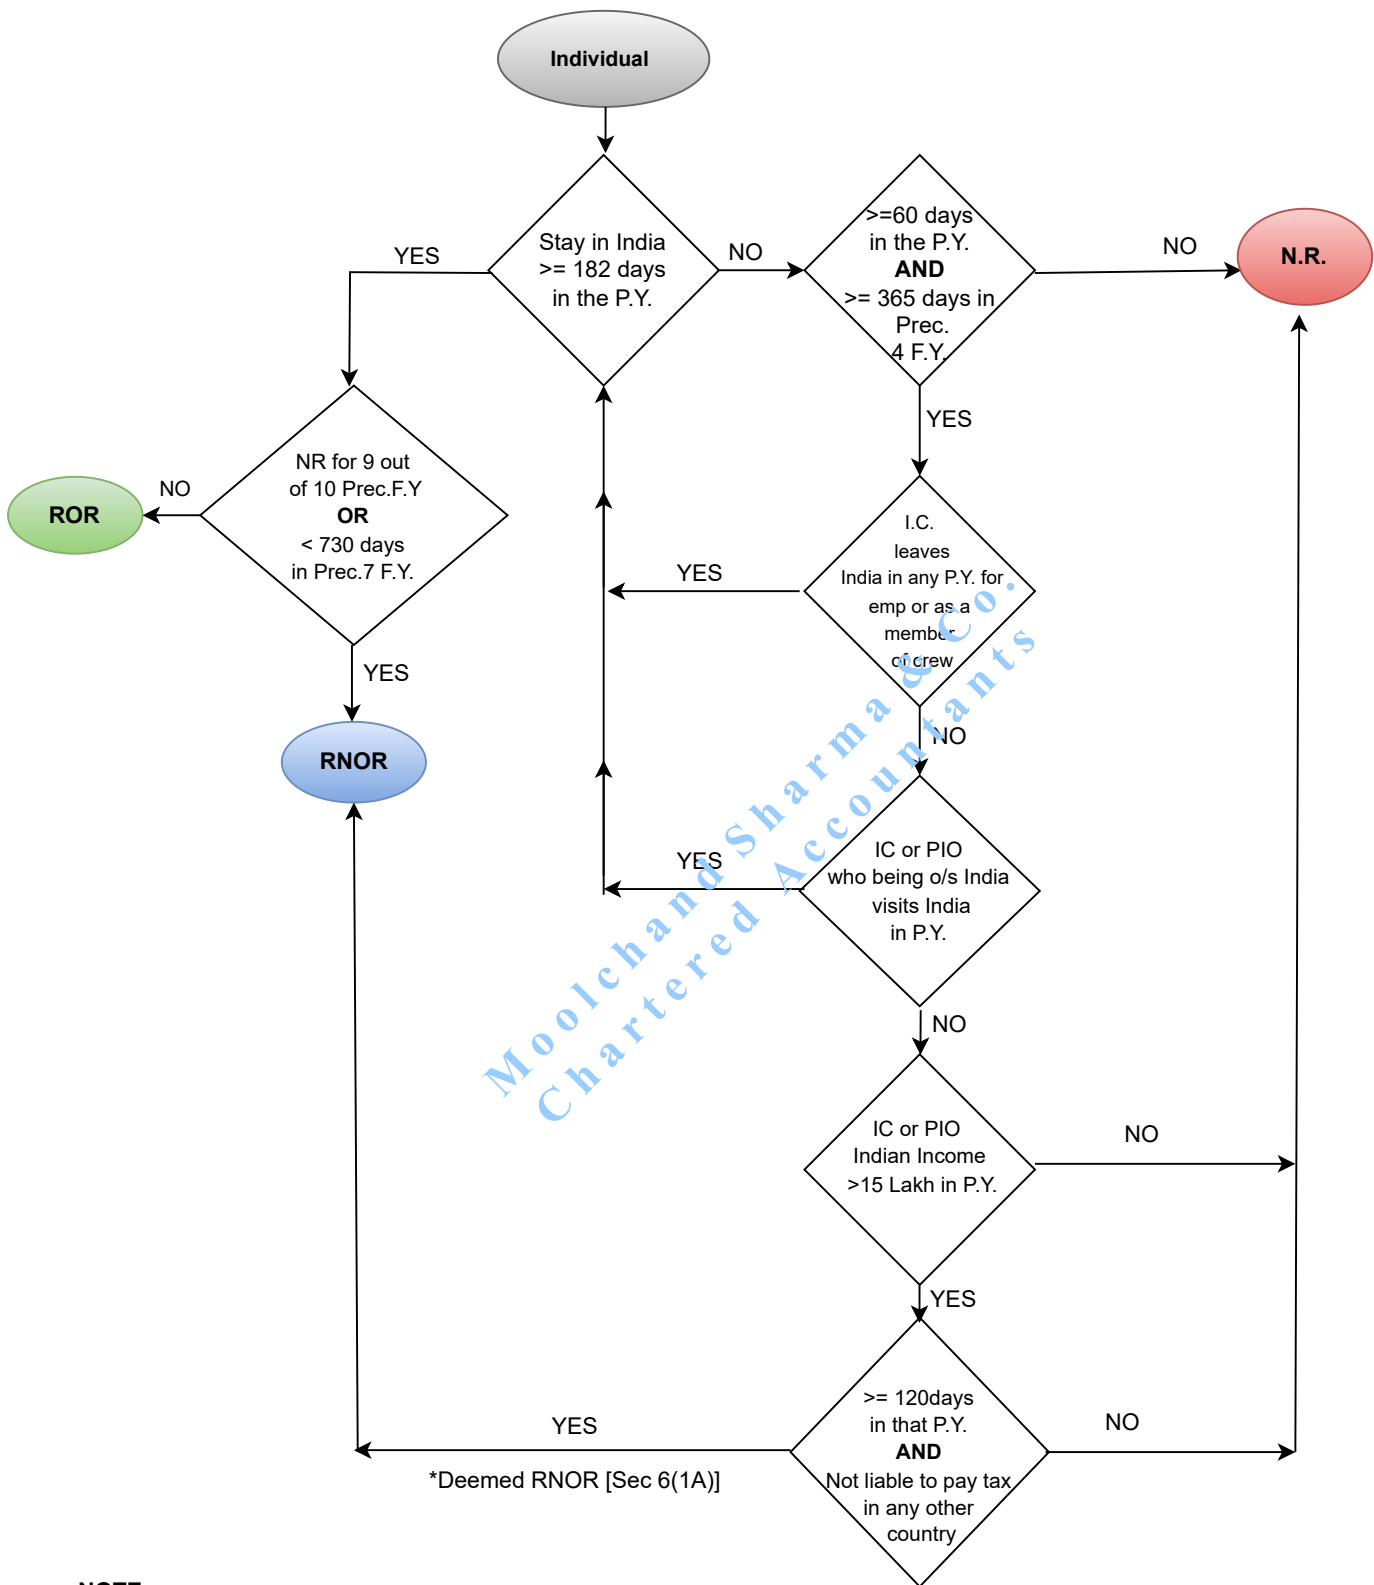 Individual
Stay in India
>= 182 days
in the P.Y.
YES
NO
>=60 days
in the P.Y.
AND
>= 365 days in
Prec.
4 F.Y.
NO
N.R.
YES
NR for 9 out
of 10 Prec.F.Y
OR
< 730 days
in Prec.7 F.Y.
NO
ROR
YES
RNOR
I.C.
leaves
India in any P.Y. for
emp or as a
member
of crew
YES
NO
IC or PIO
who being o/s India
visits India
in P.Y.
YES
NO
IC or PIO
Indian Income
>15 Lakh in P.Y.
NO
YES
>= 120days
in that P.Y.
AND
Not liable to pay tax
in any other
country
YES
*Deemed RNOR [Sec 6(1A)]
NO
Moolchand Sharma & Co.
Chartered Accountants